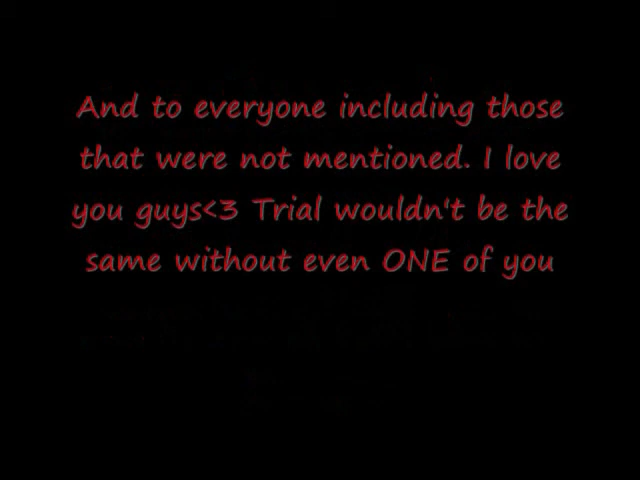 And to everyone including those
that were not mentioned. I love
you guys<3 Trial wouldn't be the
same without even ONE of you